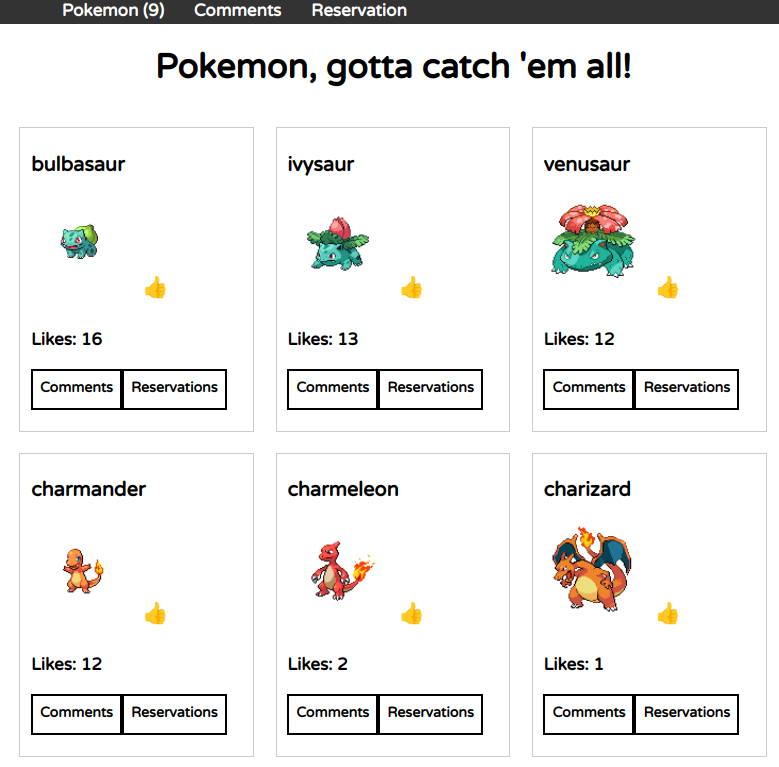 Pokemon (9) Comments Reservation
Pokemon, gotta catch 'em all!
bulbasaur ivysaur venusaur
Likes: 16 Likes: 13 Likes: 12
Comments Reservations Comments Reservations Comments Reservations
charmander charmeleon charizard
Likes: 12 Likes: 2 Likes: 1
Comments Reservations Comments Reservations Comments Reservations